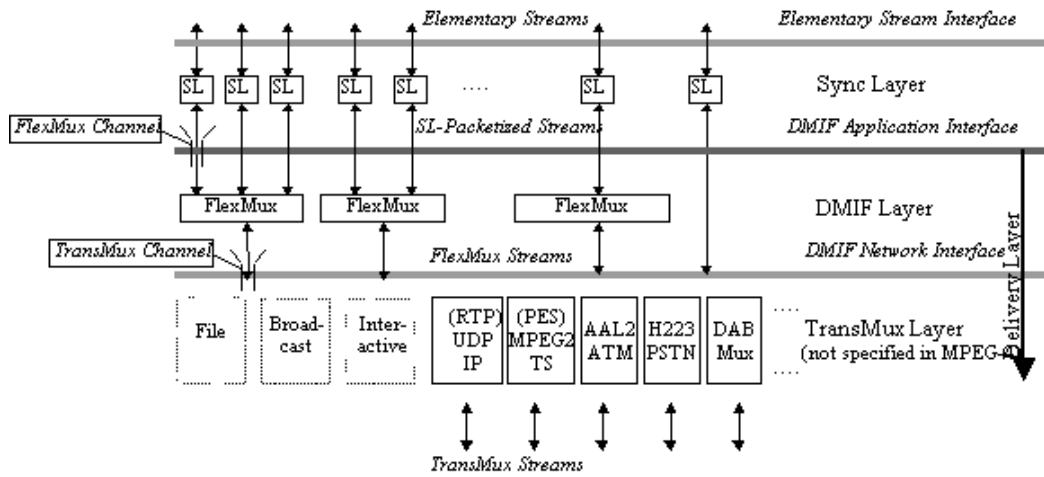 Elementary Streams
Elementary Stream Interface
SL SL SL SL SL .... SL SL
Sync Layer
FlexMux Channel
SL-Packetized Streams
DMIF Application Interface
FlexMux FlexMux FlexMux
DMIF Layer
TransMux Channel
FlexMux Streams
DMIF Network Interface
Delivery Layer
File
Broad-
cast
Inter-
active
(RTP)
UDP
IP
(PES)
MPEG2
TS
AAL2
ATM
H223
PSTN
DAB
Mux
....
....
TransMux Layer
(not specified in MPEG-
TransMux Streams